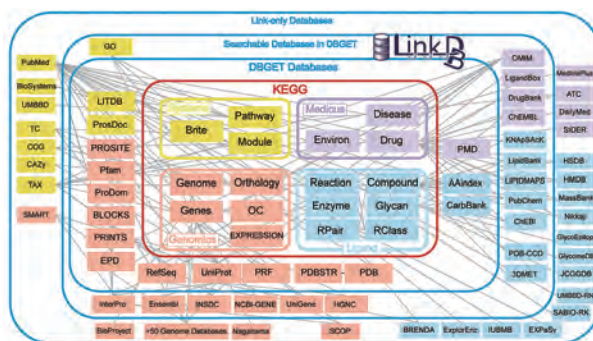 Link-only Databases
Searchable Databases in DBGET
LinkDB
DBGET Databases
KEGG
GO
PubMed
BioSystems
UMBBD
TC
COG
CAZy
TAX
SMART
LITDB
ProsDoc
PROSITE
Pfam
ProDom
BLOCKS
PRINTS
EPD
Brite
Pathway
Module
Medicus
Disease
Environ
Drug
Genome
Orthology
Genes
OC
EXPRESSION
Genomics
Reaction
Compound
Enzyme
Glycan
RPair
RClass
Ligand
PMD
AAindex
CarbBank
RefSeq
UniProt
PRF
PDBSTR
PDB
InterPro
Ensembl
INSDC
NCBI-GENE
UniGene
HGNC
BioProject
>50 Genome Databases
Nagahama
SCOP
OMIM
LigandBox
DrugBank
ChEMBL
KNApSAcK
LipidBank
LIPIDMAPS
PubChem
ChEBI
PDB-CCD
3DMET
MedlinePlus
ATC
DailyMed
SIDER
HSDB
HMDB
MassBank
Nikkaji
GlycoEpitope
GlycomeDB
JCGGDB
UMBBD-RN
SABIO-RK
BRENDA
ExplorEnz
IUBMB
EXPaSy